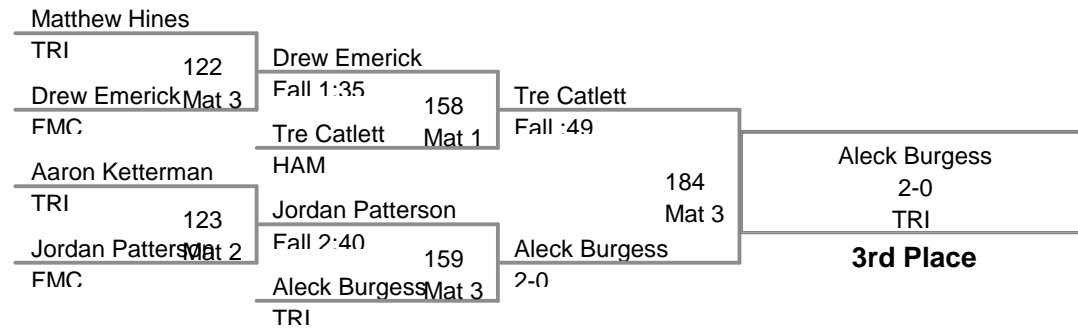 Matthew Hines
TRI
122
Mat 3
Drew Emerick
EMC
Aaron Ketterman
TRI
123
Mat 2
Jordan Patterson
EMC
Drew Emerick
Fall 1:35
158
Mat 1
Tre Catlett
HAM
Jordan Patterson
Fall 2:40
159
Mat 3
Aleck Burgess
TRI
Tre Catlett
Fall :49
184
Mat 3
Aleck Burgess
2-0
Aleck Burgess
2-0
TRI
3rd Place